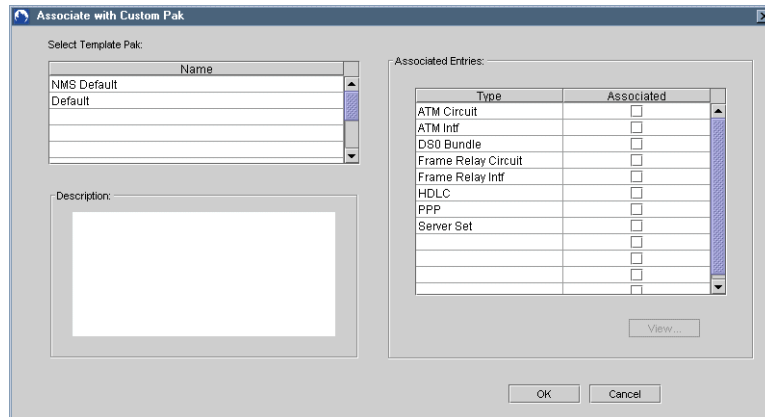 Associate with Custom Pak
Select Template Pak:
Name
NMS Default
Default
Description:
Associated Entries:
Type Associated
ATM Circuit
ATM Intf
DS0 Bundle
Frame Relay Circuit
Frame Relay Intf
HDLC
PPP
Server Set
View...
OK Cancel